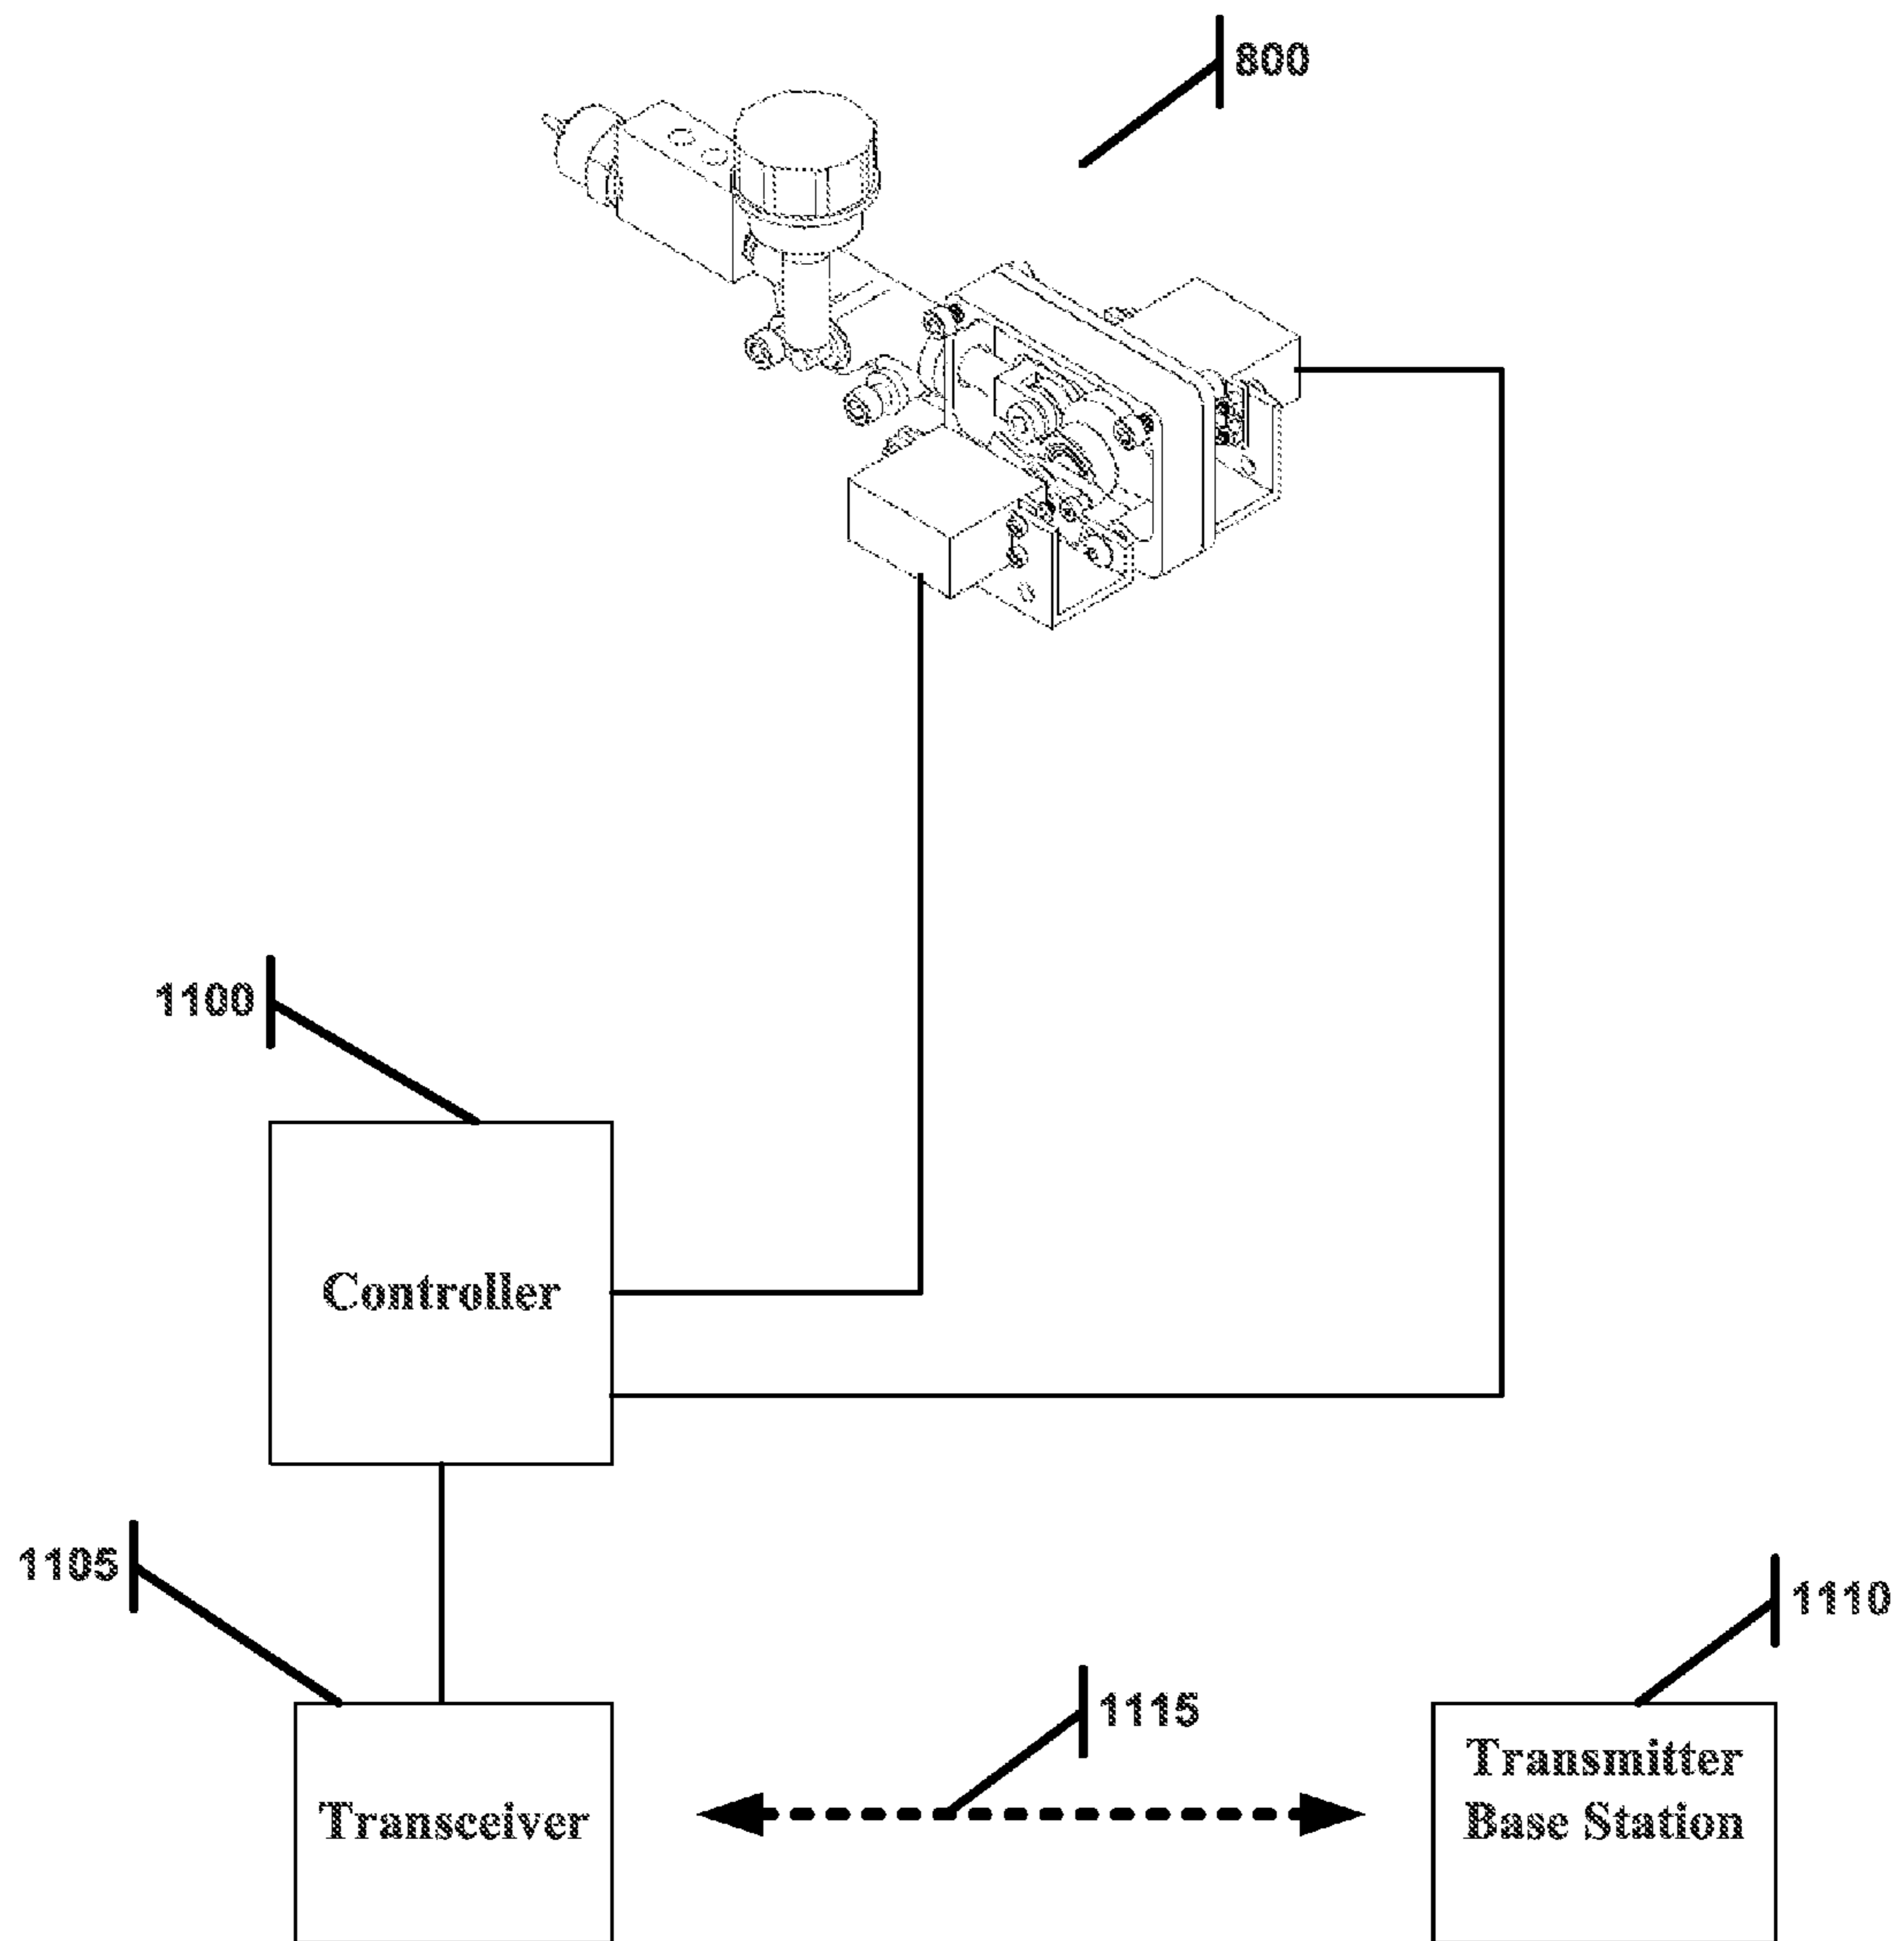 800
1100
Controller
1105
1110
1115
Transceiver
Transmitter
Base Station